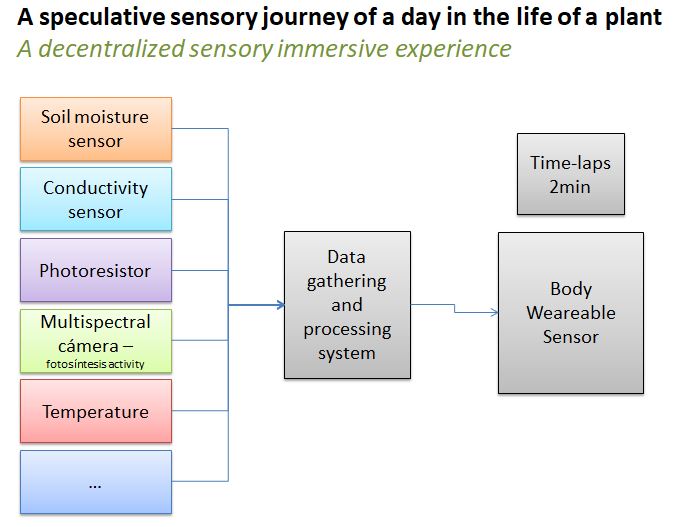 A speculative sensory journey of a day in the life of a plant
A decentralized sensory immersive experience
Soil moisture
sensor
Conductivity
sensor
Photoresistor
Multispectral
cámera –
fotosíntesis activity
Temperature
...
Data
gathering
and
processing
system
Time-laps
2min
Body
Weareable
Sensor